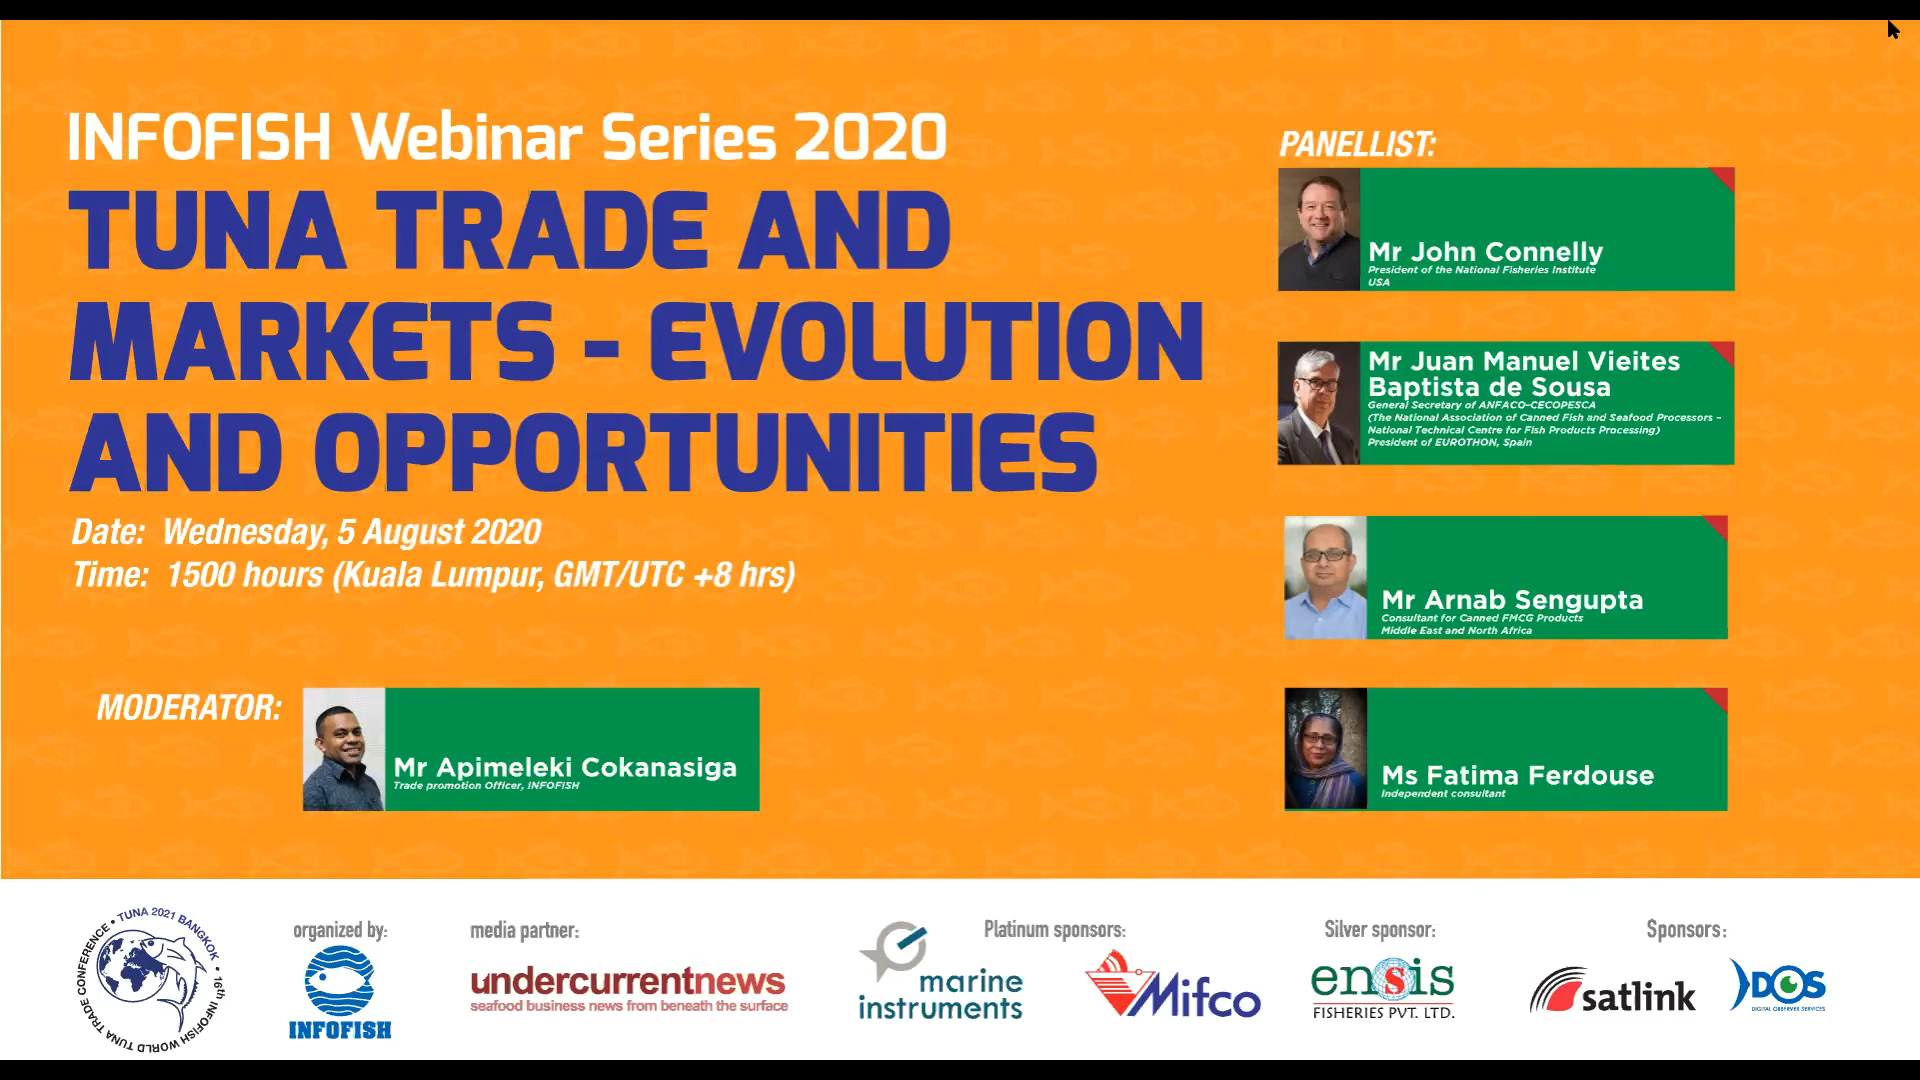 INFOFISH Webinar Series 2020
TUNA TRADE AND
MARKETS - EVOLUTION
AND OPPORTUNITIES
Date: Wednesday, 5 August 2020
Time: 1500 hours (Kuala Lumpur, GMT/UTC +8 hrs)
MODERATOR:
Mr Apimeleki Cokanasiga
Trade promotion Officer, INFOFISH
PANELLIST:
Mr John Connelly
President of the National Fisheries Institute
USA
Mr Juan Manuel Vieites
Baptista de Sousa
General Secretary of ANFACO-CECOPESCA
(The National Association of Canned Fish and Seafood Processors –
National Technical Centre for Fish Products Processing)
President of EUROTHON, Spain
Mr Arnab Sengupta
Consultant for Canned FMCG Products
Middle East and North Africa
Ms Fatima Ferdouse
Independent consultant
• TUNA 2021 BANGKOK • 16th INFOFISH WORLD TUNA TRADE CONFERENCE
organized by:
INFOFISH
media partner:
undercurrentnews
seafood business news from beneath the surface
Platinum sponsors:
marine
instruments
Mifco
Silver sponsor:
ensis
FISHERIES PVT. LTD.
Sponsors:
satlink
DOS
DIGITAL OBSERVER SERVICES